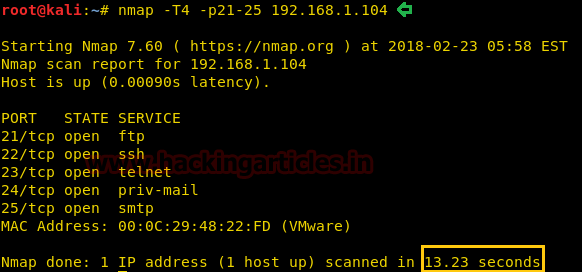 root@kali:~# nmap -T4 -p21-25 192.168.1.104
Starting Nmap 7.60 ( https://nmap.org ) at 2018-02-23 05:58 EST
Nmap scan report for 192.168.1.104
Host is up (0.00090s latency).
PORT   STATE SERVICE
21/tcp open  ftp
22/tcp open  ssh
www.hackingarticles.in
23/tcp open  telnet
24/tcp open  priv-mail
25/tcp open  smtp
MAC Address: 00:0C:29:48:22:FD (VMware)
Nmap done: 1 IP address (1 host up) scanned in 13.23 seconds